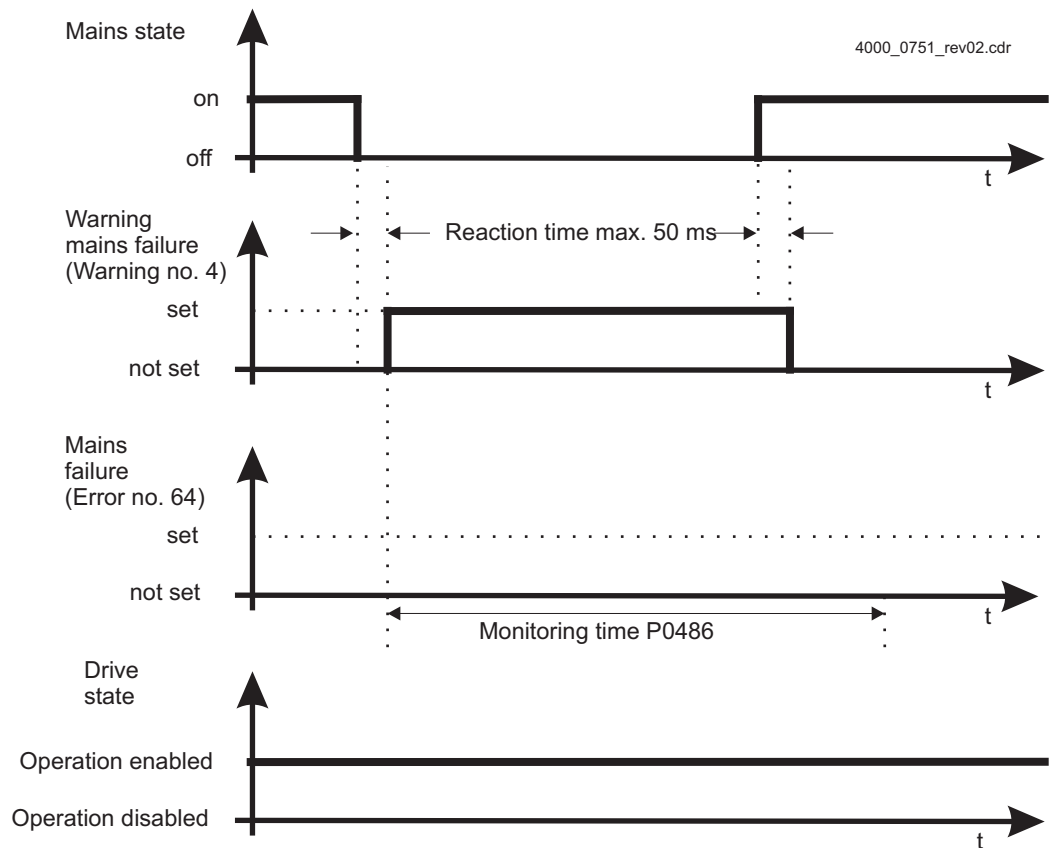 Mains state
4000_0751_rev02.cdr
on
off
t
Warning
mains failure
(Warning no. 4)
Reaction time max. 50 ms
set
not set
t
Mains
failure
(Error no. 64)
set
not set
t
Monitoring time P0486
Drive
state
Operation enabled
Operation disabled
t